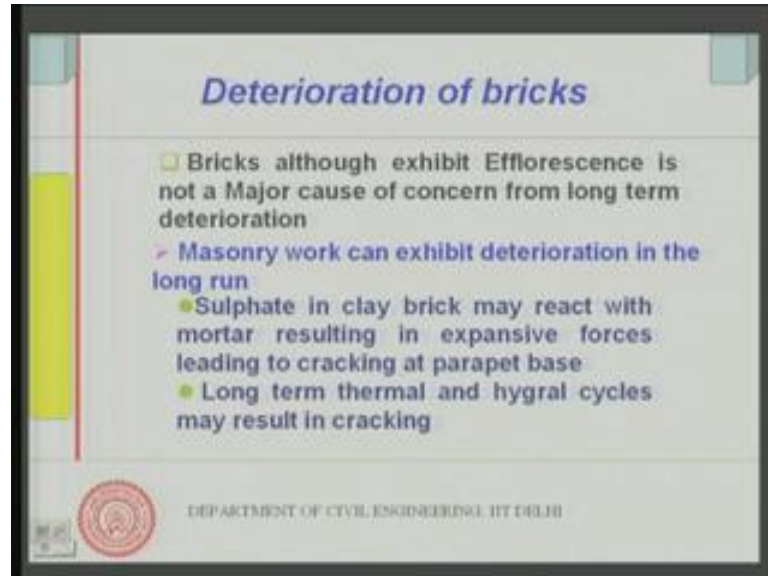 Deterioration of bricks
Bricks although exhibit Efflorescence is
not a Major cause of concern from long term
deterioration
Masonry work can exhibit deterioration in the
long run
Sulphate in clay brick may react with
mortar resulting in expansive forces
leading to cracking at parapet base
Long term thermal and hygral cycles
may result in cracking
DEPARTMENT OF CIVIL ENGINEERING, IIT DELHI